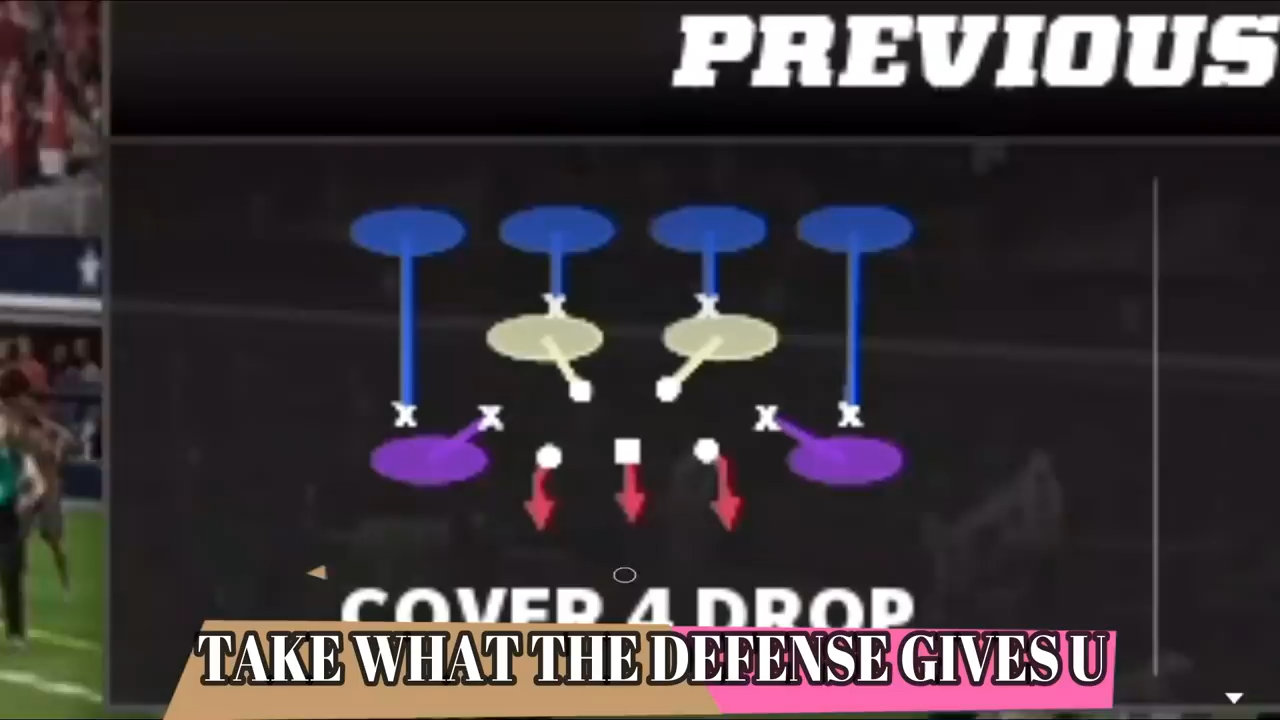 PREVIOUS
X X
X X X X
COVER 4 DROP
TAKE WHAT THE DEFENSE GIVES U